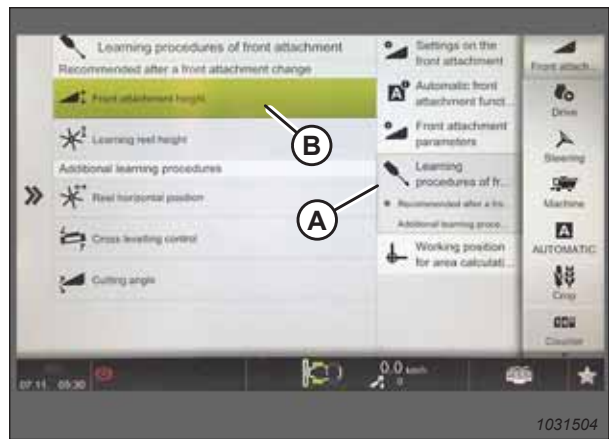 Learning procedures of front attachment
Recommended after a front attachment change
Front attachment height
Learning reel height
Additional learning procedures
Reel horizontal position
Cross levelling control
Cutting angle
Settings on the
front attachment
Automatic front
attachment funct...
Front attachment
parameters
Learning
procedures of fr...
Recommended after a fro...
Additional learning proce...
Working position
for area calculati...
Front attach...
Drive
Steering
Machine
A
AUTOMATIC
Crop
Counter
B
A
07.11. 09:30
0.0 km/h
0
1031504